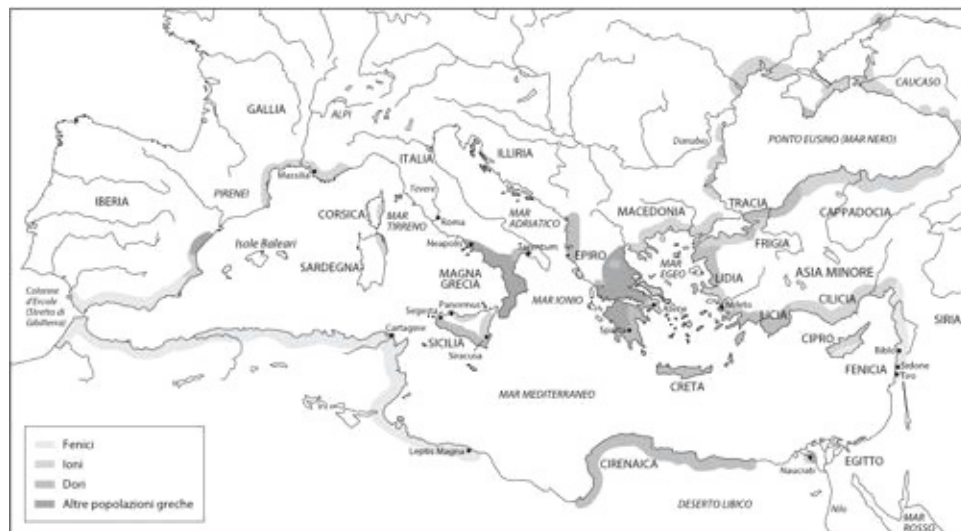 CAUCASO
GALLIA
ALPI
Danubio
PONTO EUSINO (MAR NERO)
ITALIA
ILLIRIA
Massilia
PIRENEI
IBERIA
Tevere
TRACIA
CORSICA
MAR
TIRRENO
Roma
MAR
ADRIATICO
MACEDONIA
CAPPADOCIA
Isole Baleari
Neapolis
Tarentum
EPIRO
FRIGIA
SARDEGNA
MAGNA
GRECIA
MAR
EGEO
LIDIA
ASIA MINORE
Colonne
d'Ercole
(Stretto di
Gibilterra)
Panormus
Segesta
MAR IONIO
Atene
Mileto
CILICIA
LICIA
SIRIA
Cartagine
SICILIA
Siracusa
Sparta
CIPRO
Biblo
CRETA
FENICIA
Sidone
Tiro
MAR MEDITERRANEO
Fenici
Ioni
Dori
Altre popolazioni greche
Leptis Magna
CIRENAICA
Naucrati
EGITTO
DESERTO LIBICO
Nilo
MAR
ROSSO